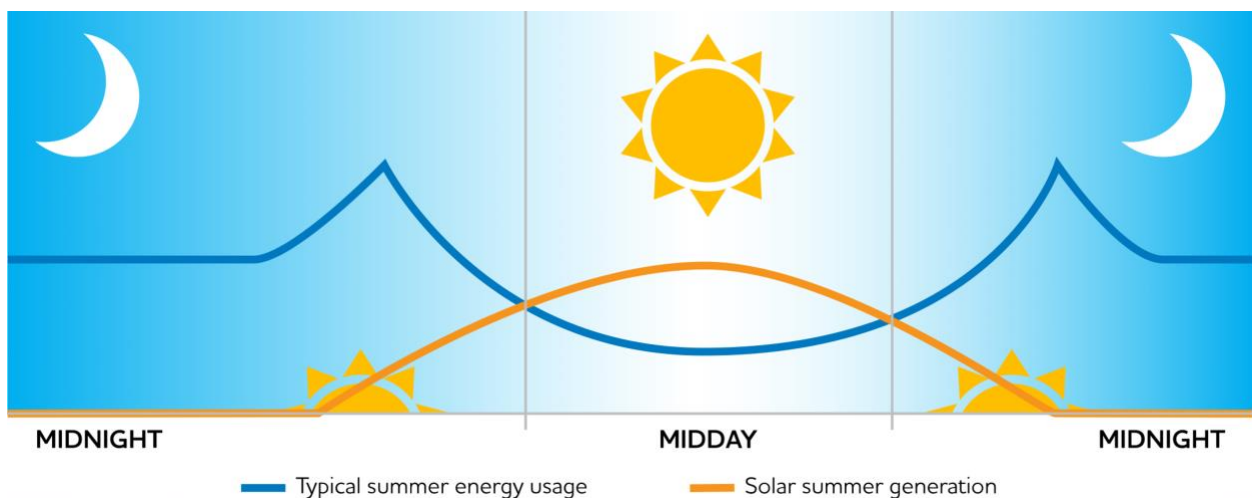 MIDNIGHT MIDDAY MIDNIGHT
Typical summer energy usage Solar summer generation